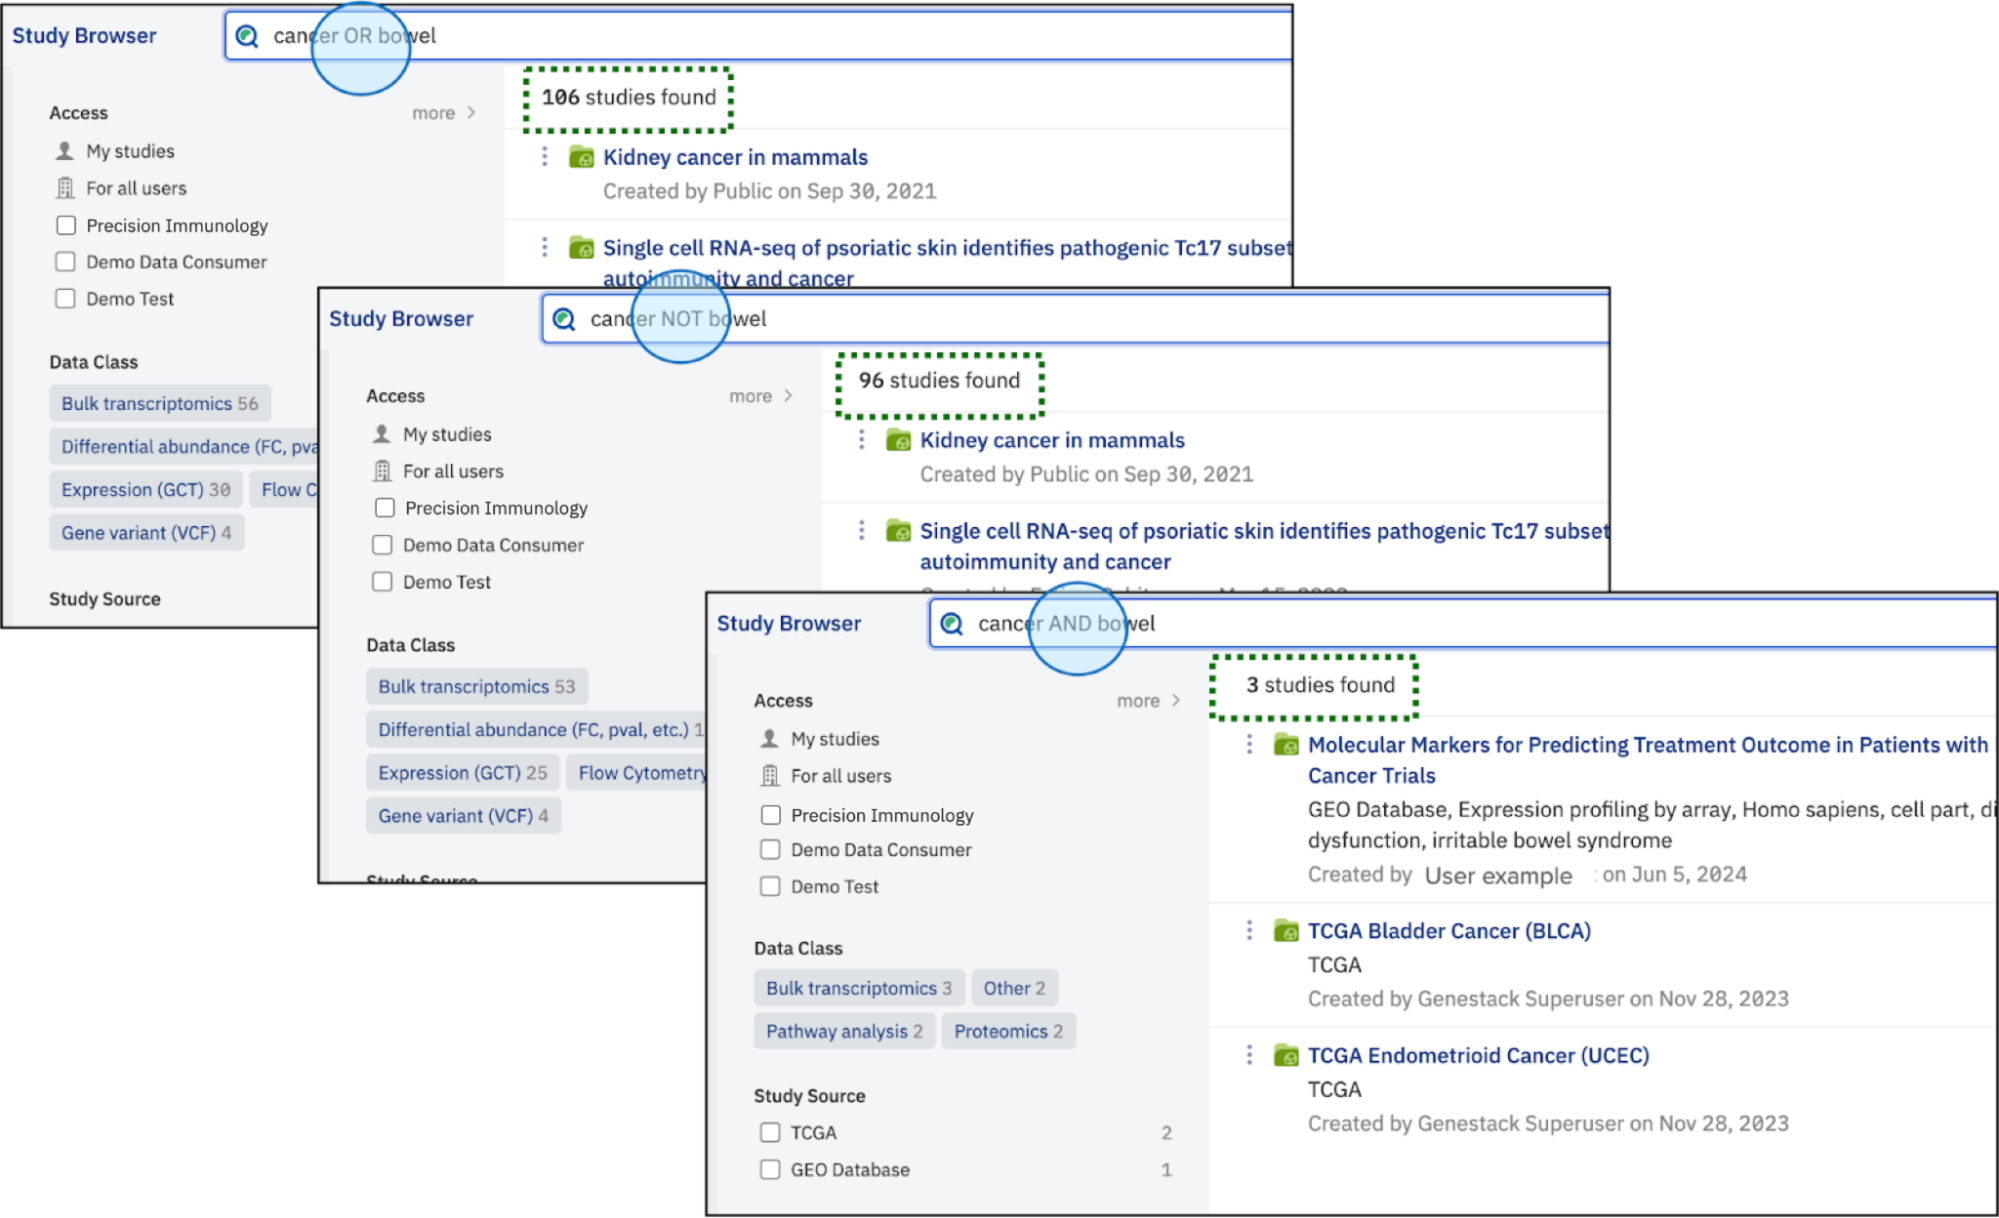 Study Browser
cancer OR bowel
Access
more
My studies
For all users
Precision Immunology
Demo Data Consumer
Demo Test
Data Class
Bulk transcriptomics 56
Differential abundance (FC, pva
Expression (GCT) 30
Flow C
Gene variant (VCF) 4
Study Source
106 studies found
Kidney cancer in mammals
Created by Public on Sep 30, 2021
Single cell RNA-seq of psoriatic skin identifies pathogenic Tc17 subset
autoimmunity and cancer
Study Browser
cancer NOT bowel
Access
more
My studies
For all users
Precision Immunology
Demo Data Consumer
Demo Test
Data Class
Bulk transcriptomics 53
Differential abundance (FC, pval, etc.) 1
Expression (GCT) 25
Flow Cytometry
Gene variant (VCF) 4
Study Source
96 studies found
Kidney cancer in mammals
Created by Public on Sep 30, 2021
Single cell RNA-seq of psoriatic skin identifies pathogenic Tc17 subset
autoimmunity and cancer
Study Browser
cancer AND bowel
Access
more
My studies
For all users
Precision Immunology
Demo Data Consumer
Demo Test
Data Class
Bulk transcriptomics 3
Other 2
Pathway analysis 2
Proteomics 2
Study Source
TCGA 2
GEO Database 1
3 studies found
Molecular Markers for Predicting Treatment Outcome in Patients with
Cancer Trials
GEO Database, Expression profiling by array, Homo sapiens, cell part, di
dysfunction, irritable bowel syndrome
Created by User example : on Jun 5, 2024
TCGA Bladder Cancer (BLCA)
TCGA
Created by Genestack Superuser on Nov 28, 2023
TCGA Endometrioid Cancer (UCEC)
TCGA
Created by Genestack Superuser on Nov 28, 2023